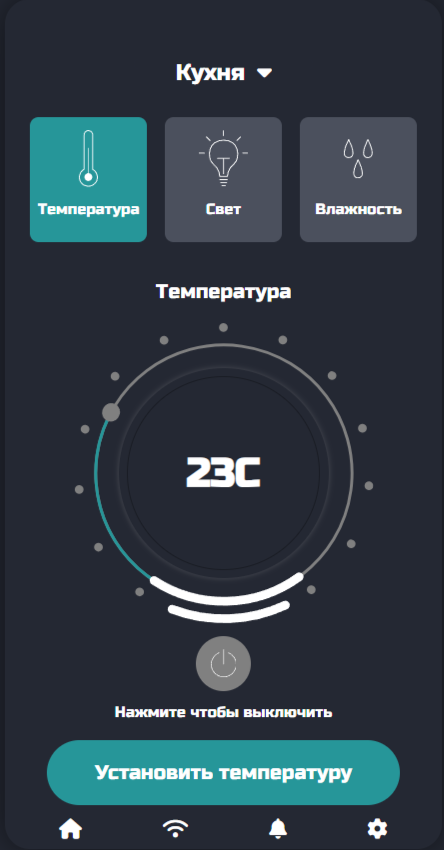 Кухня
Температура
Свет
Влажность
Температура
23C
Нажмите чтобы выключить
Установить температуру